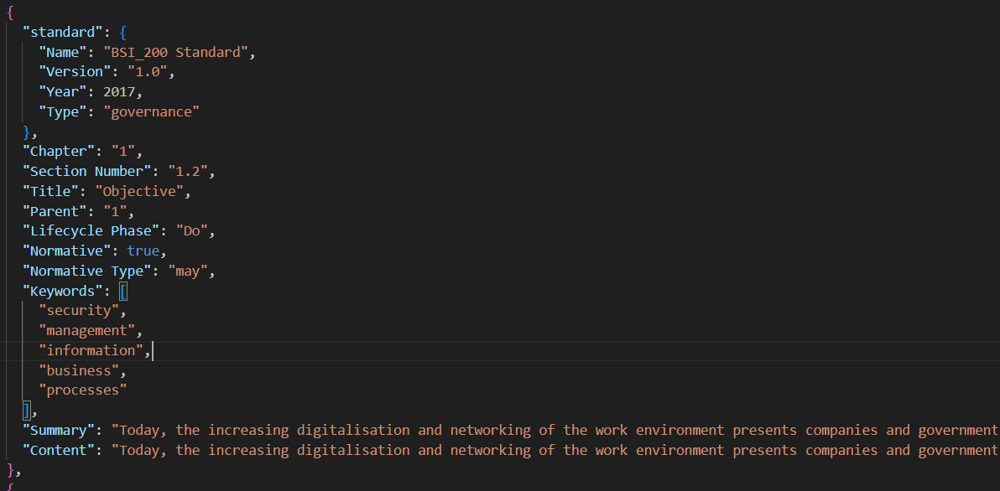 {
"standard": {
"Name": "BSI_200 Standard",
"Version": "1.0",
"Year": 2017,
"Type": "governance"
},
"Chapter": "1",
"Section Number": "1.2",
"Title": "Objective",
"Parent": "1",
"Lifecycle Phase": "Do",
"Normative": true,
"Normative Type": "may",
"Keywords": [
"security",
"management",
"information",
"business",
"processes"
],
"Summary": "Today, the increasing digitalisation and networking of the work environment presents companies and government
"Content": "Today, the increasing digitalisation and networking of the work environment presents companies and government
},
{